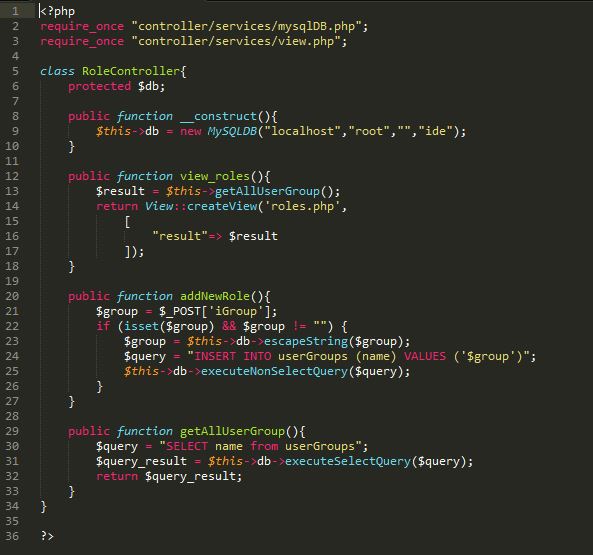 1 <?php
2 require_once "controller/services/mysqlDB.php";
3 require_once "controller/services/view.php";
4
5 class RoleController{
6     protected $db;
7
8     public function __construct(){
9         $this->db = new MySQLDB("localhost","root","","ide");
10     }
11
12     public function view_roles(){
13         $result = $this->getAllUserGroup();
14         return View::createView('roles.php',
15             [
16                 "result"=> $result
17             ]);
18     }
19
20     public function addNewRole(){
21         $group = $_POST['iGroup'];
22         if (isset($group) && $group != "") {
23             $group = $this->db->escapeString($group);
24             $query = "INSERT INTO userGroups (name) VALUES ('$group')";
25             $this->db->executeNonSelectQuery($query);
26         }
27     }
28
29     public function getAllUserGroup(){
30         $query = "SELECT name from userGroups";
31         $query_result = $this->db->executeSelectQuery($query);
32         return $query_result;
33     }
34 }
35
36 ?>